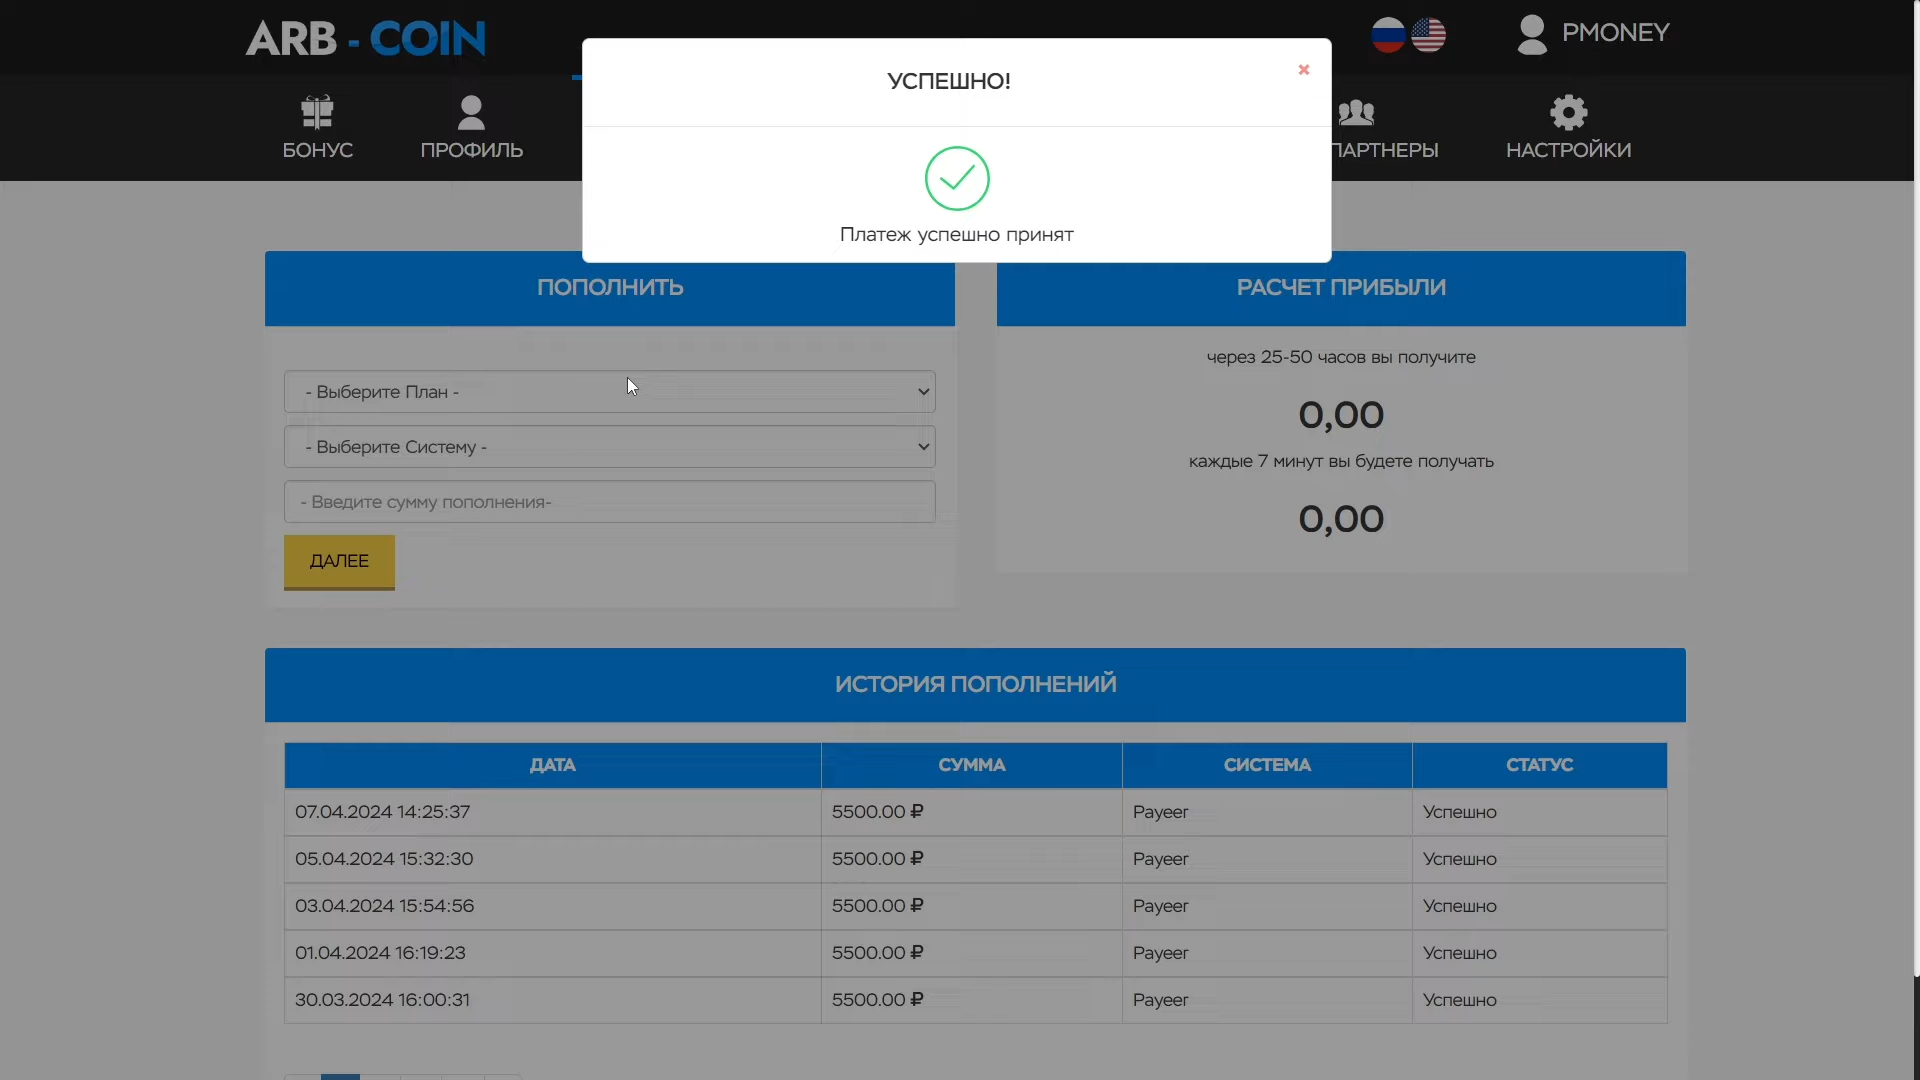 ARB - COIN
PMONEY
БОНУС
ПРОФИЛЬ
ПАРТНЕРЫ
НАСТРОЙКИ
УСПЕШНО!
Платеж успешно принят
ПОПОЛНИТЬ
- Выберите План -
- Выберите Систему -
- Введите сумму пополнения-
ДАЛЕЕ
РАСЧЕТ ПРИБЫЛИ
через 25-50 часов вы получите
0,00
каждые 7 минут вы будете получать
0,00
ИСТОРИЯ ПОПОЛНЕНИЙ
ДАТА СУММА СИСТЕМА СТАТУС
07.04.2024 14:25:37 5500.00 ₽ Payeer Успешно
05.04.2024 15:32:30 5500.00 ₽ Payeer Успешно
03.04.2024 15:54:56 5500.00 ₽ Payeer Успешно
01.04.2024 16:19:23 5500.00 ₽ Payeer Успешно
30.03.2024 16:00:31 5500.00 ₽ Payeer Успешно